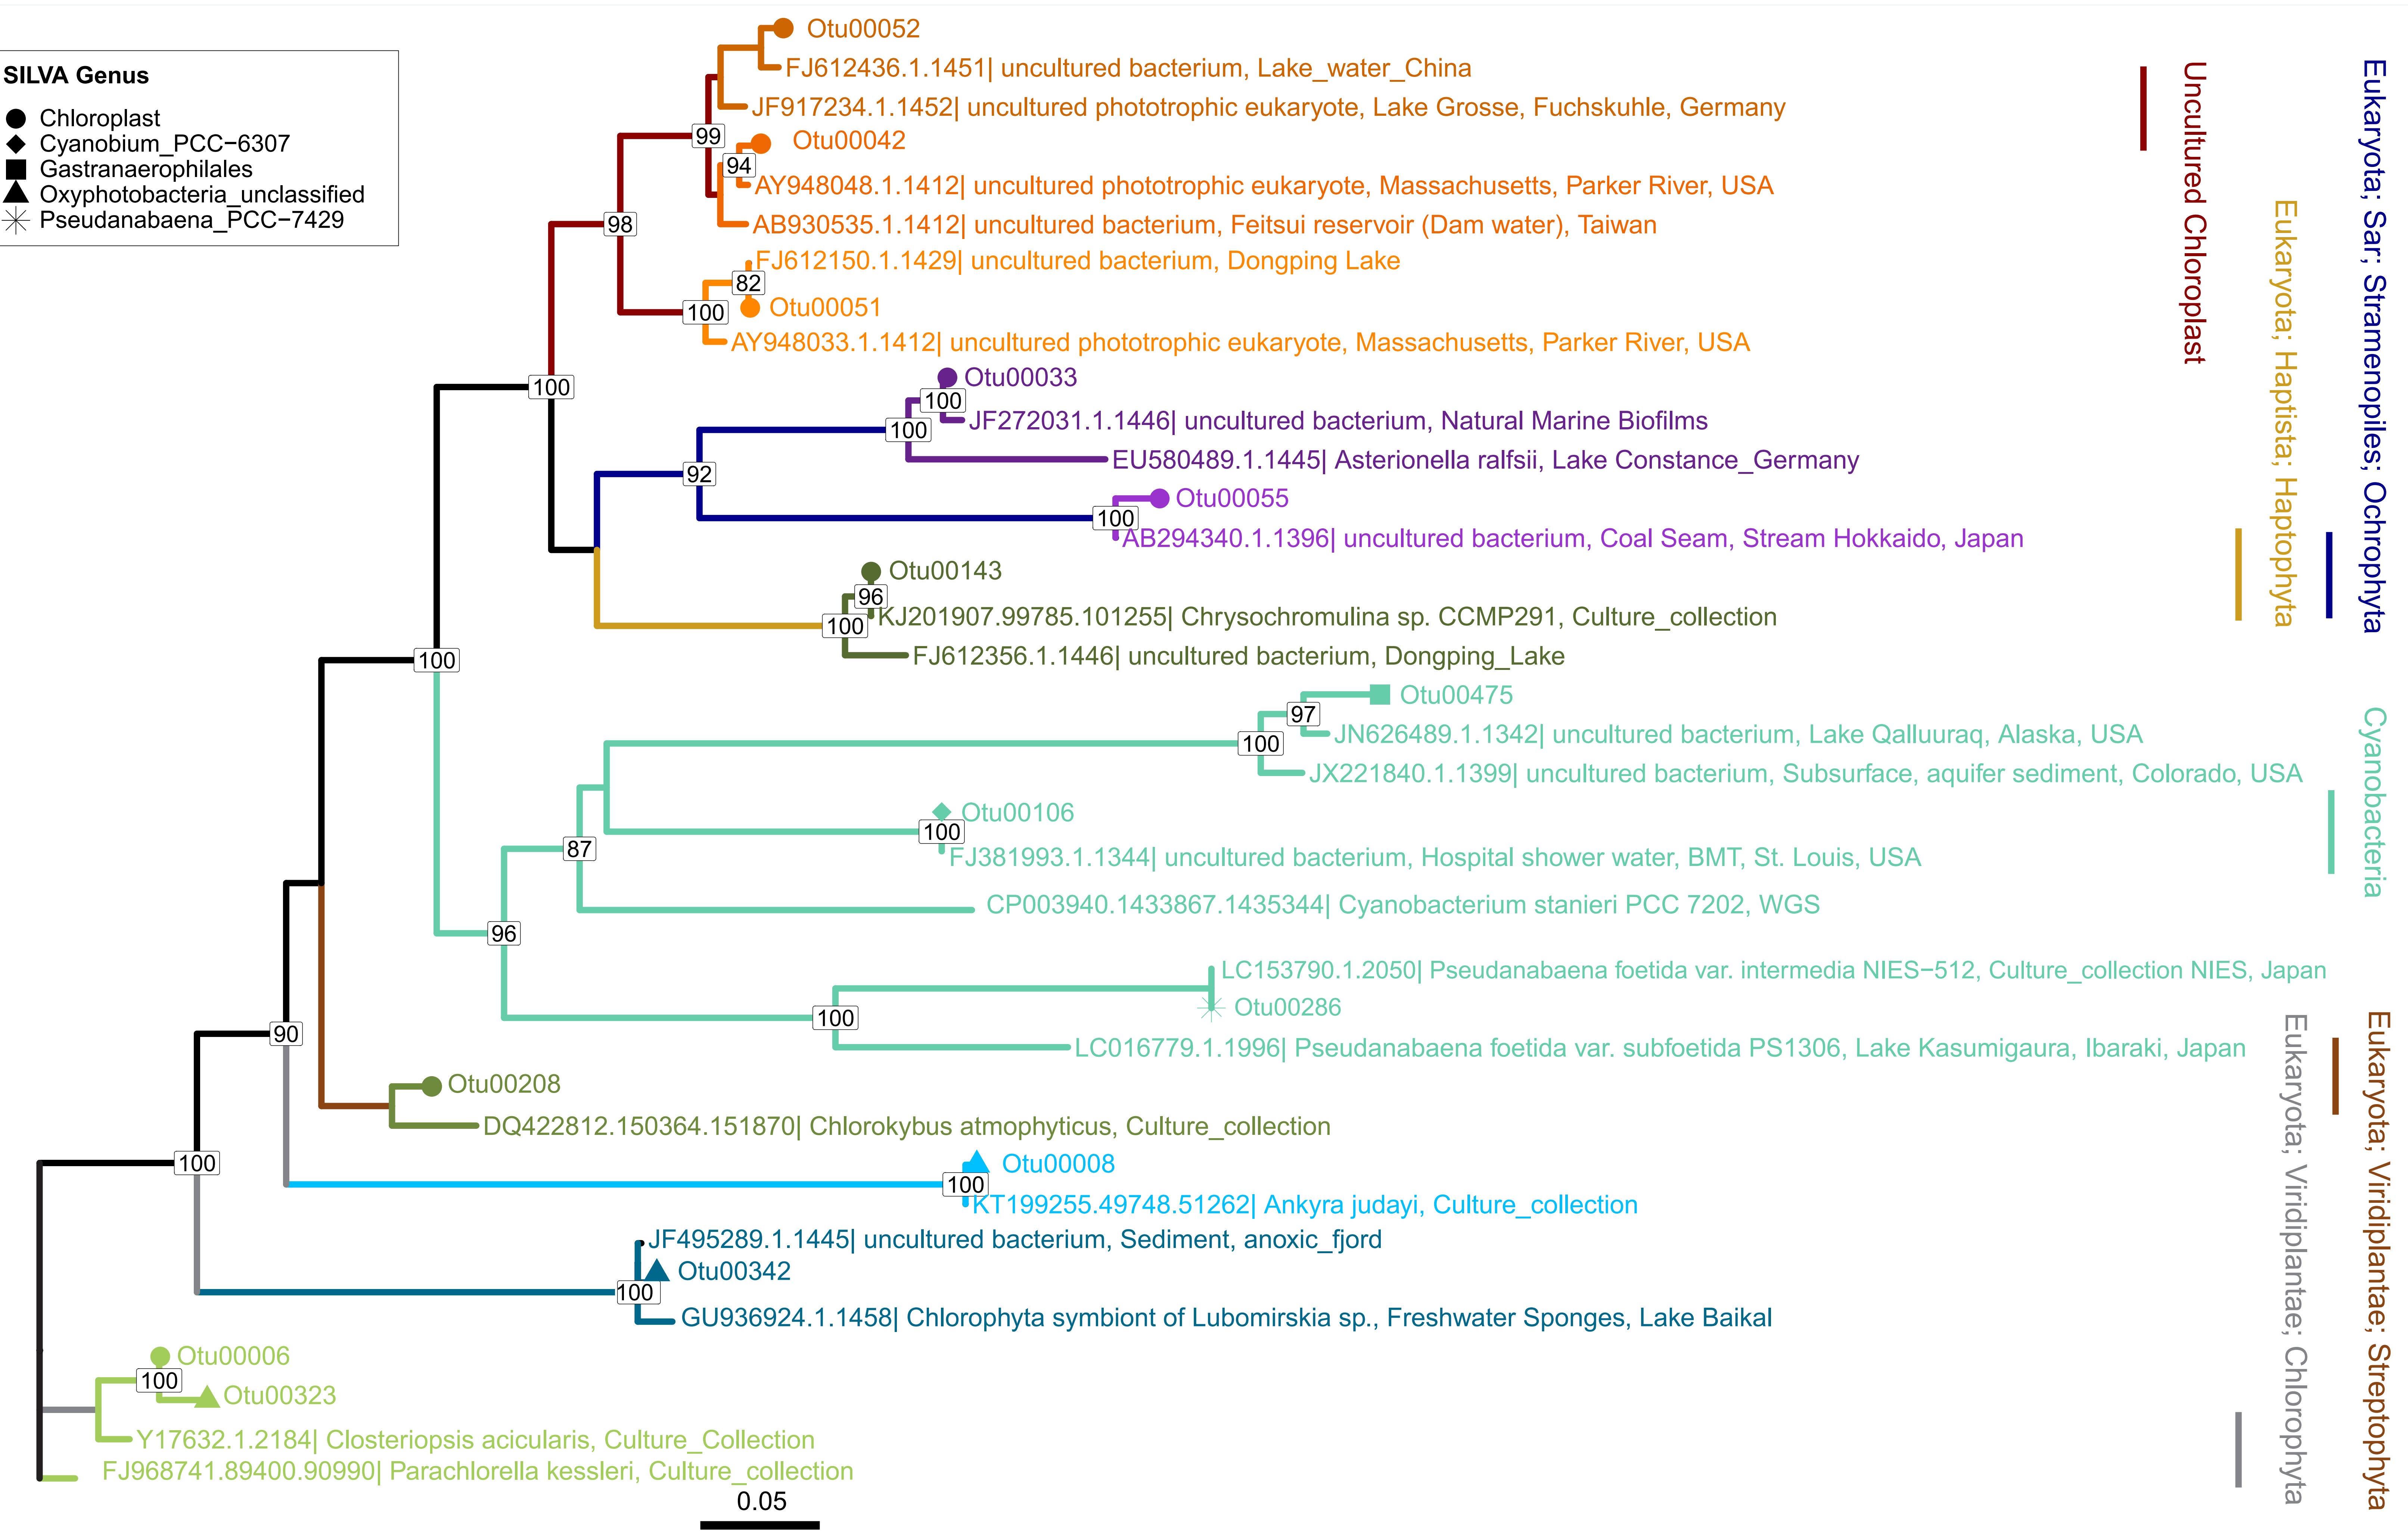 SILVA Genus
Chloroplast
Cyanobium_PCC−6307
Gastranaerophilales
Oxyphotobacteria_unclassified
Pseudanabaena_PCC−7429
Otu00052
FJ612436.1.1451| uncultured bacterium, Lake_water_China
JF917234.1.1452| uncultured phototrophic eukaryote, Lake Grosse, Fuchskuhle, Germany
99
Otu00042
94
AY948048.1.1412| uncultured phototrophic eukaryote, Massachusetts, Parker River, USA
98
AB930535.1.1412| uncultured bacterium, Feitsui reservoir (Dam water), Taiwan
FJ612150.1.1429| uncultured bacterium, Dongping Lake
82
Otu00051
100
AY948033.1.1412| uncultured phototrophic eukaryote, Massachusetts, Parker River, USA
Otu00033
100
100
JF272031.1.1446| uncultured bacterium, Natural Marine Biofilms
100
EU580489.1.1445| Asterionella ralfsii, Lake Constance_Germany
92
Otu00055
100
AB294340.1.1396| uncultured bacterium, Coal Seam, Stream Hokkaido, Japan
Otu00143
96
KJ201907.99785.101255| Chrysochromulina sp. CCMP291, Culture_collection
100
FJ612356.1.1446| uncultured bacterium, Dongping_Lake
100
Otu00475
97
JN626489.1.1342| uncultured bacterium, Lake Qalluuraq, Alaska, USA
100
JX221840.1.1399| uncultured bacterium, Subsurface, aquifer sediment, Colorado, USA
Otu00106
100
87
FJ381993.1.1344| uncultured bacterium, Hospital shower water, BMT, St. Louis, USA
CP003940.1433867.1435344| Cyanobacterium stanieri PCC 7202, WGS
96
LC153790.1.2050| Pseudanabaena foetida var. intermedia NIES−512, Culture_collection NIES, Japan
Otu00286
100
90
LC016779.1.1996| Pseudanabaena foetida var. subfoetida PS1306, Lake Kasumigaura, Ibaraki, Japan
Otu00208
DQ422812.150364.151870| Chlorokybus atmophyticus, Culture_collection
100
Otu00008
100
KT199255.49748.51262| Ankyra judayi, Culture_collection
JF495289.1.1445| uncultured bacterium, Sediment, anoxic_fjord
Otu00342
100
GU936924.1.1458| Chlorophyta symbiont of Lubomirskia sp., Freshwater Sponges, Lake Baikal
Otu00006
100
Otu00323
Y17632.1.2184| Closteriopsis acicularis, Culture_Collection
FJ968741.89400.90990| Parachlorella kessleri, Culture_collection
0.05
Uncultured Chloroplast
Eukaryota; Haptista; Haptophyta
Eukaryota; Sar; Stramenopiles; Ochrophyta
Cyanobacteria
Eukaryota; Viridiplantae; Chlorophyta
Eukaryota; Viridiplantae; Streptophyta